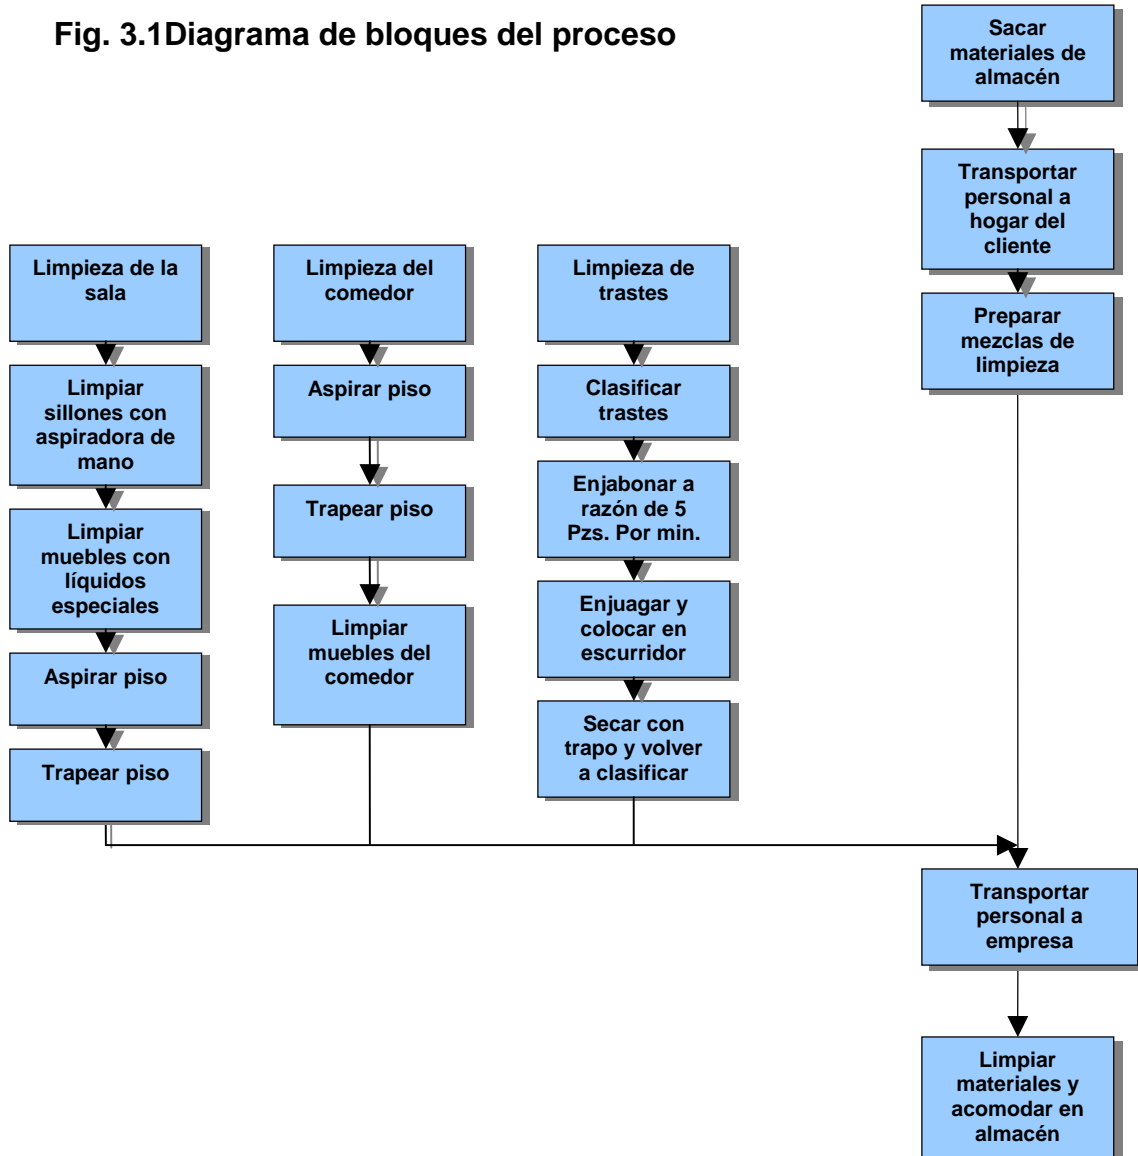 Fig. 3.1Diagrama de bloques del proceso
Sacar
materiales de
almacén
Transportar
personal a
hogar del
cliente
Preparar
mezclas de
limpieza
Limpieza de la
sala
Limpiar
sillones con
aspiradora de
mano
Limpiar
muebles con
líquidos
especiales
Aspirar piso
Trapear piso
Limpieza del
comedor
Aspirar piso
Trapear piso
Limpiar
muebles del
comedor
Limpieza de
trastes
Clasificar
trastes
Enjabonar a
razón de 5
Pzs. Por min.
Enjuagar y
colocar en
escurridor
Secar con
trapo y volver
a clasificar
Transportar
personal a
empresa
Limpiar
materiales y
acomodar en
almacén